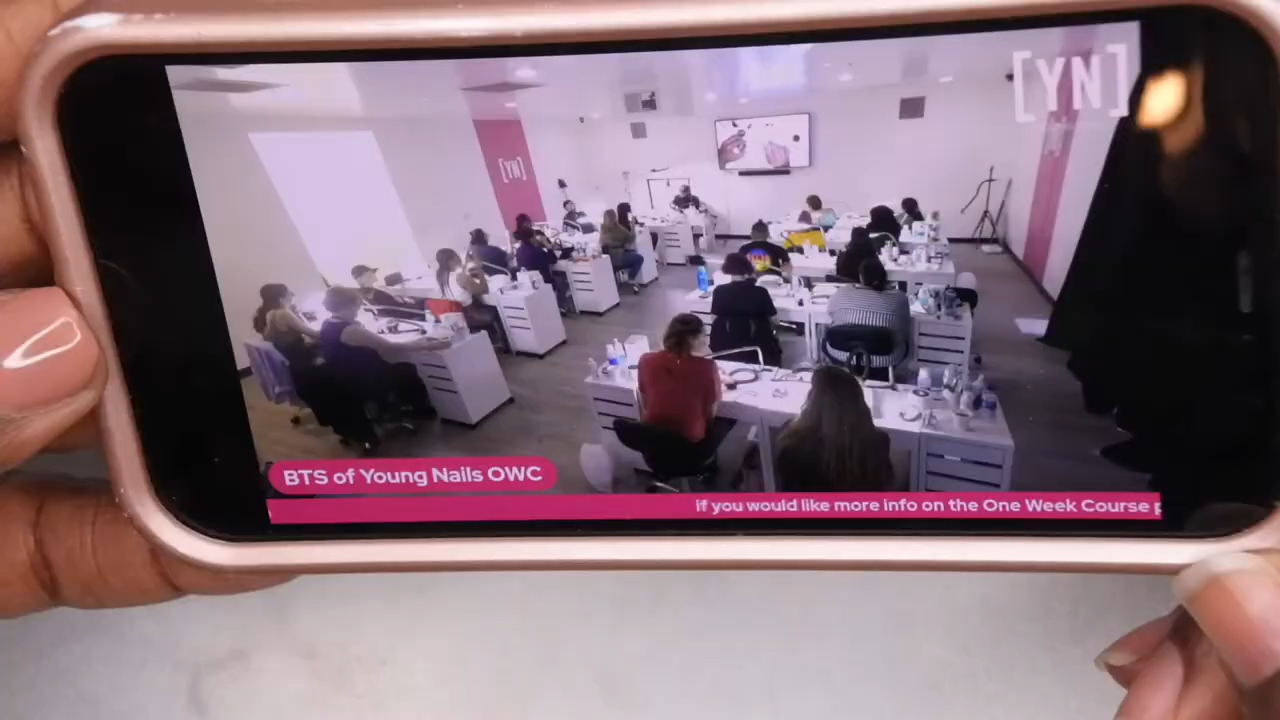 [YN]
[YN]
BTS of Young Nails OWC
if you would like more info on the One Week Course